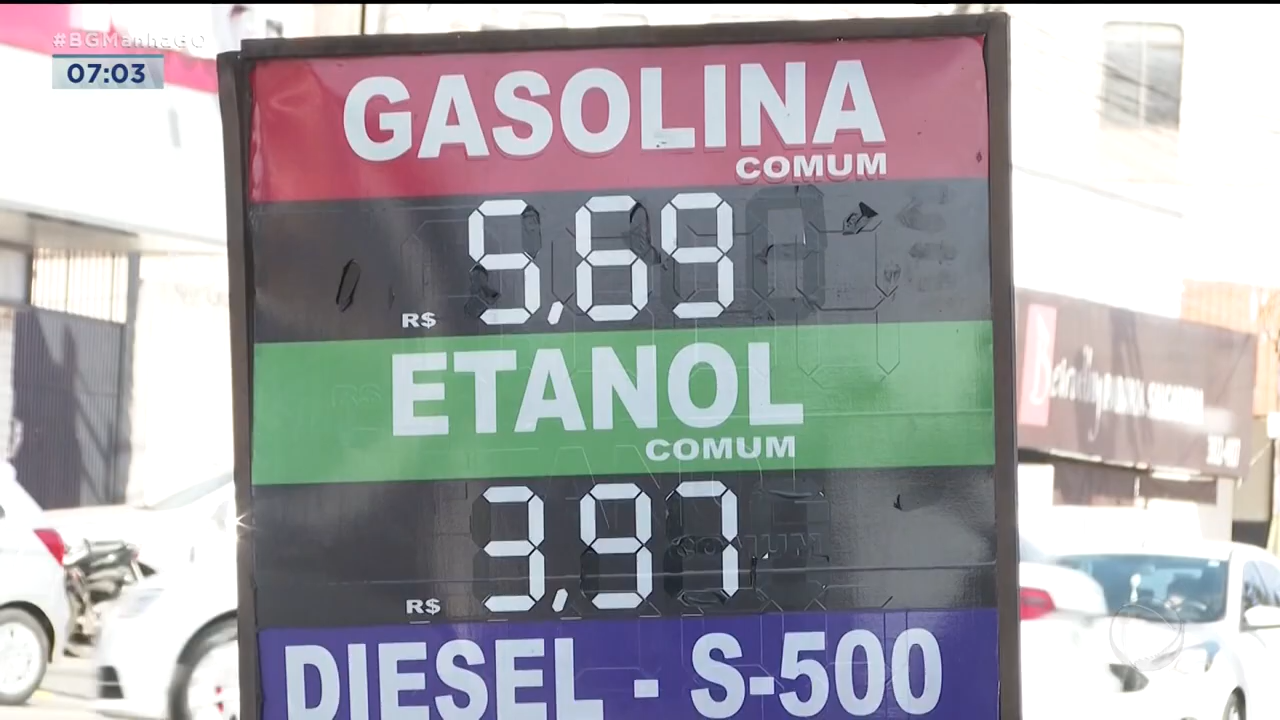 #BGManhaGO
07:03
GASOLINA
COMUM
R$ 5,69
ETANOL
COMUM
R$ 3,97
DIESEL - S-500